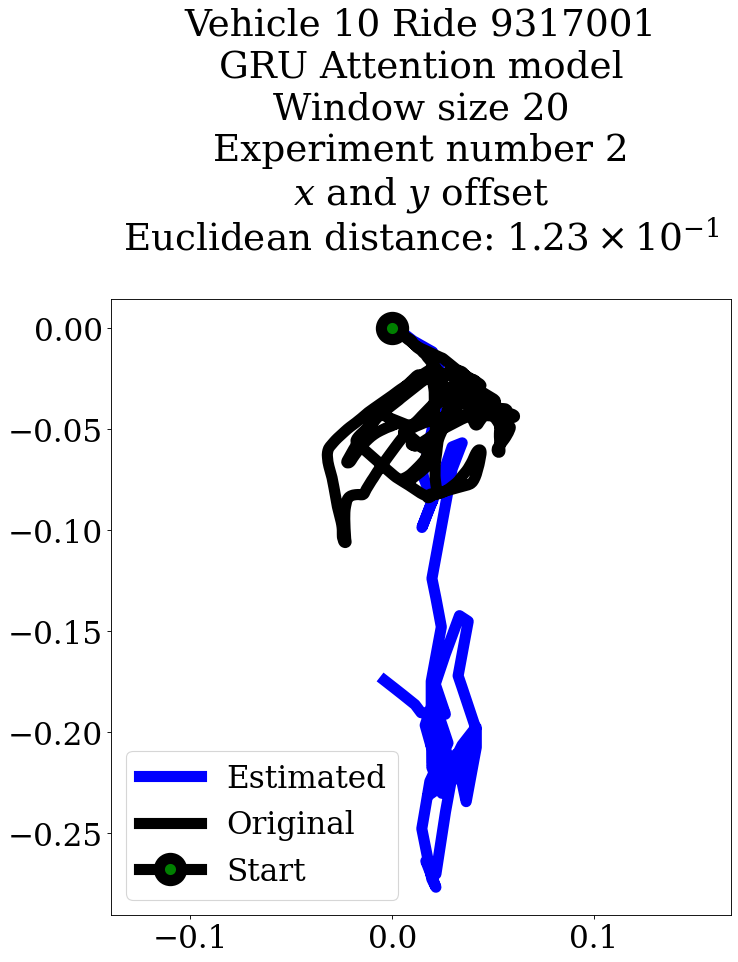 Vehicle 10 Ride 9317001
GRU Attention model
Window size 20
Experiment number 2
x and y offset
Euclidean distance: 1.23 × 10⁻¹
0.00
−0.05
−0.10
−0.15
−0.20
−0.25
Estimated
Original
Start
−0.1
0.0
0.1